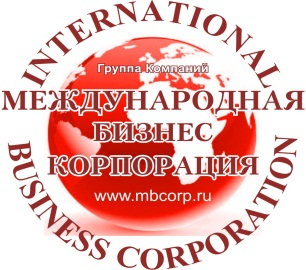 INTERNATIONAL
Группа Компаний
МЕЖДУНАРОДНАЯ
БИЗНЕС
КОРПОРАЦИЯ
www.mbcorp.ru
BUSINESS CORPORATION